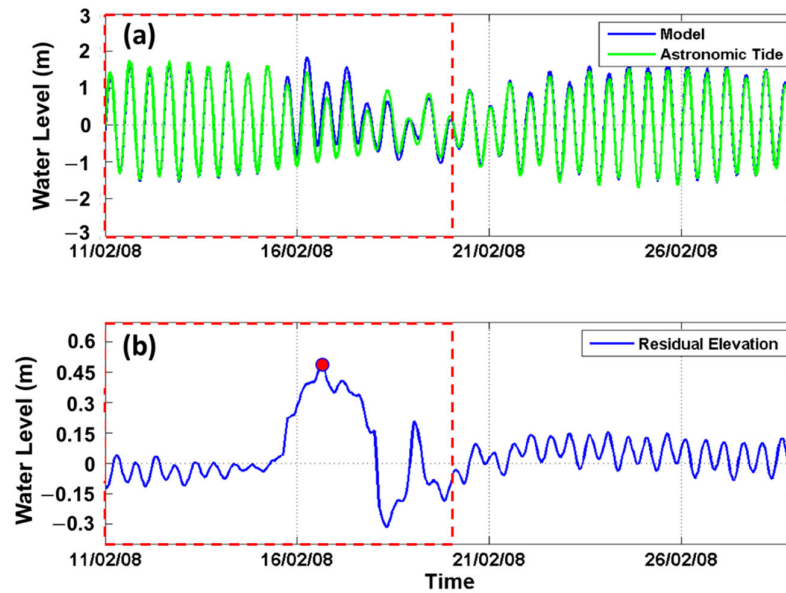 (a)
Model
Astronomic Tide
Water Level (m)
3
2
1
0
−1
−2
−3
11/02/08 16/02/08 21/02/08 26/02/08
(b)
Residual Elevation
Water Level (m)
0.6
0.45
0.3
0.15
0
−0.15
−0.3
11/02/08 16/02/08 21/02/08 26/02/08
Time